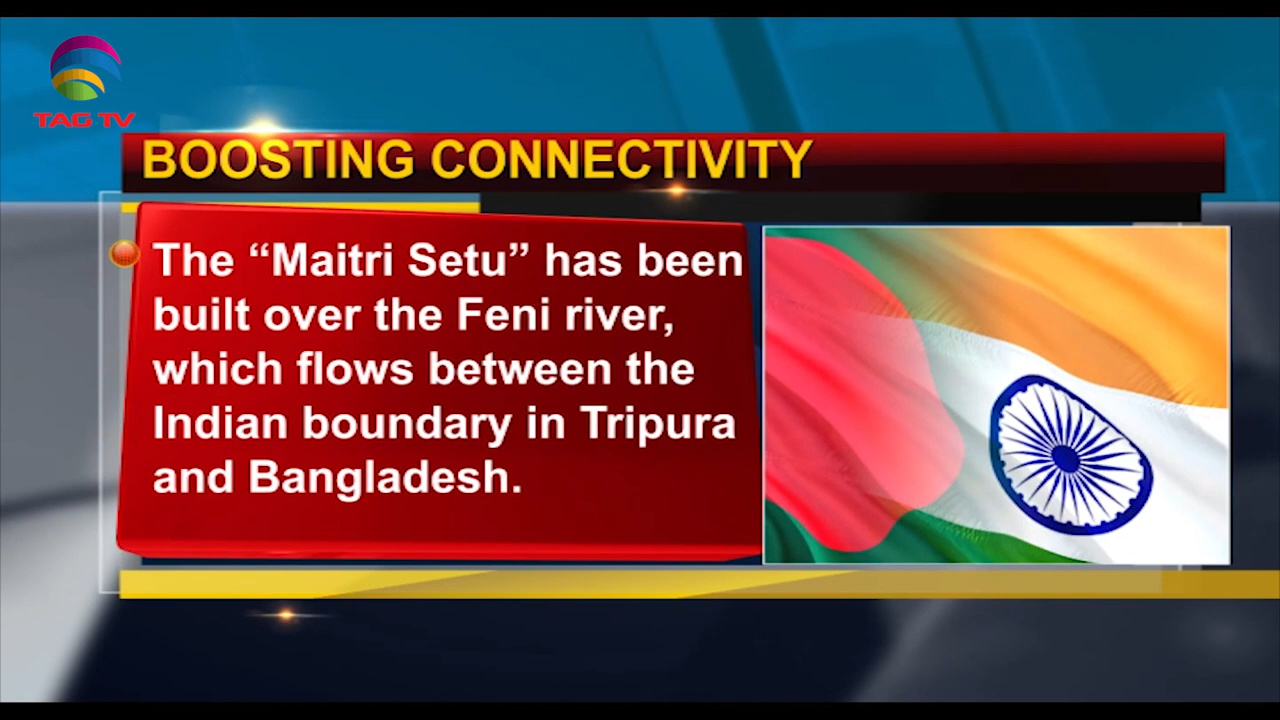 TAG TV
BOOSTING CONNECTIVITY
The “Maitri Setu” has been
built over the Feni river,
which flows between the
Indian boundary in Tripura
and Bangladesh.